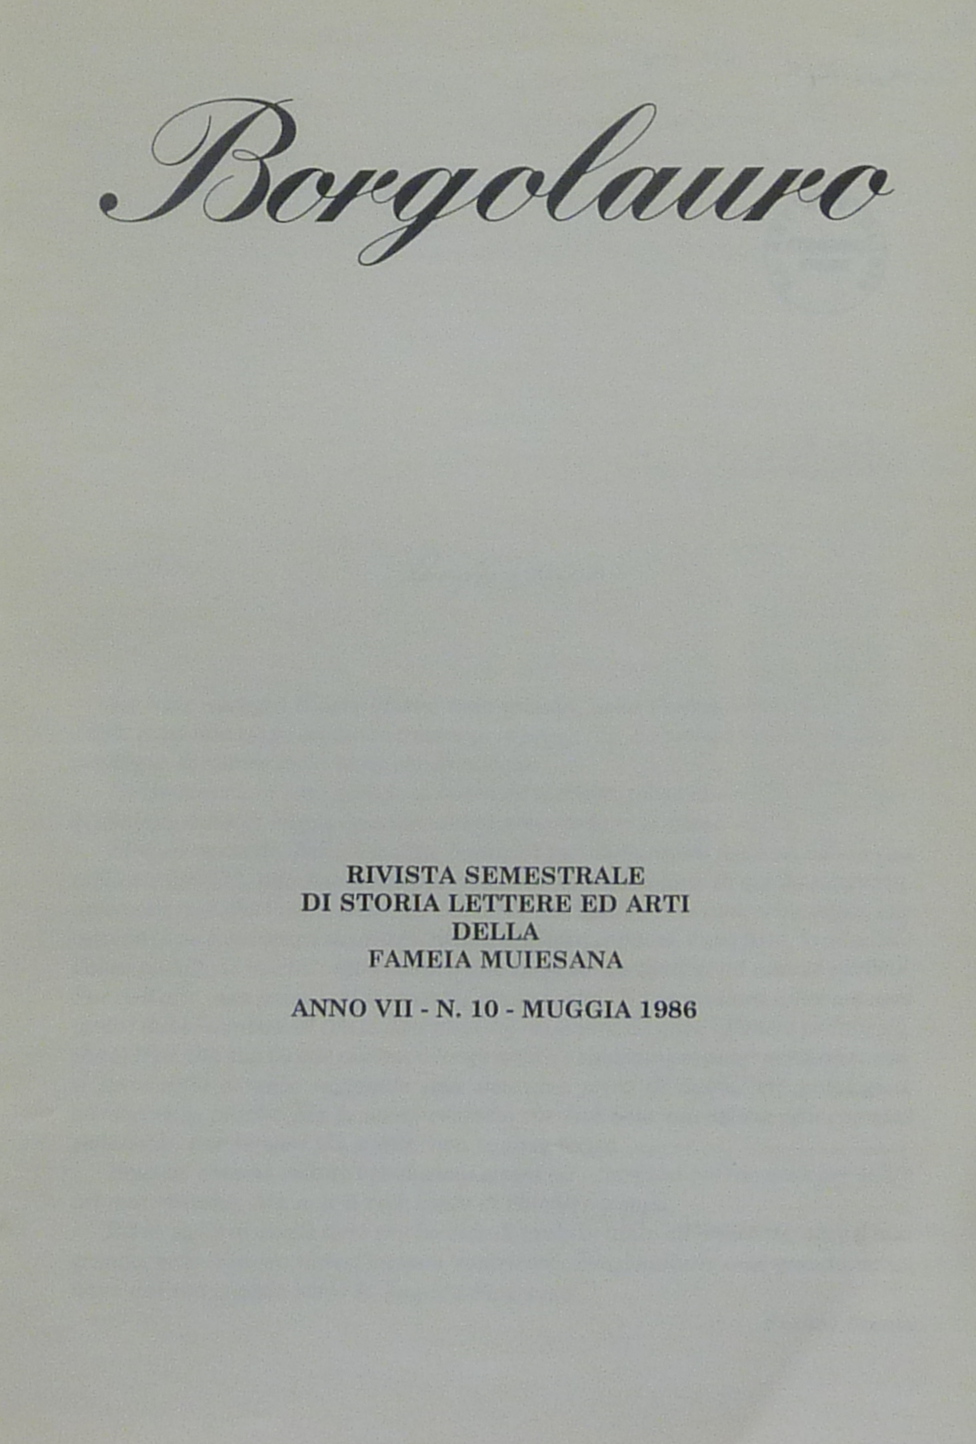 Borgolauro
RIVISTA SEMESTRALE
DI STORIA LETTERE ED ARTI
DELLA
FAMEIA MUIESANA
ANNO VII - N. 10 - MUGGIA 1986